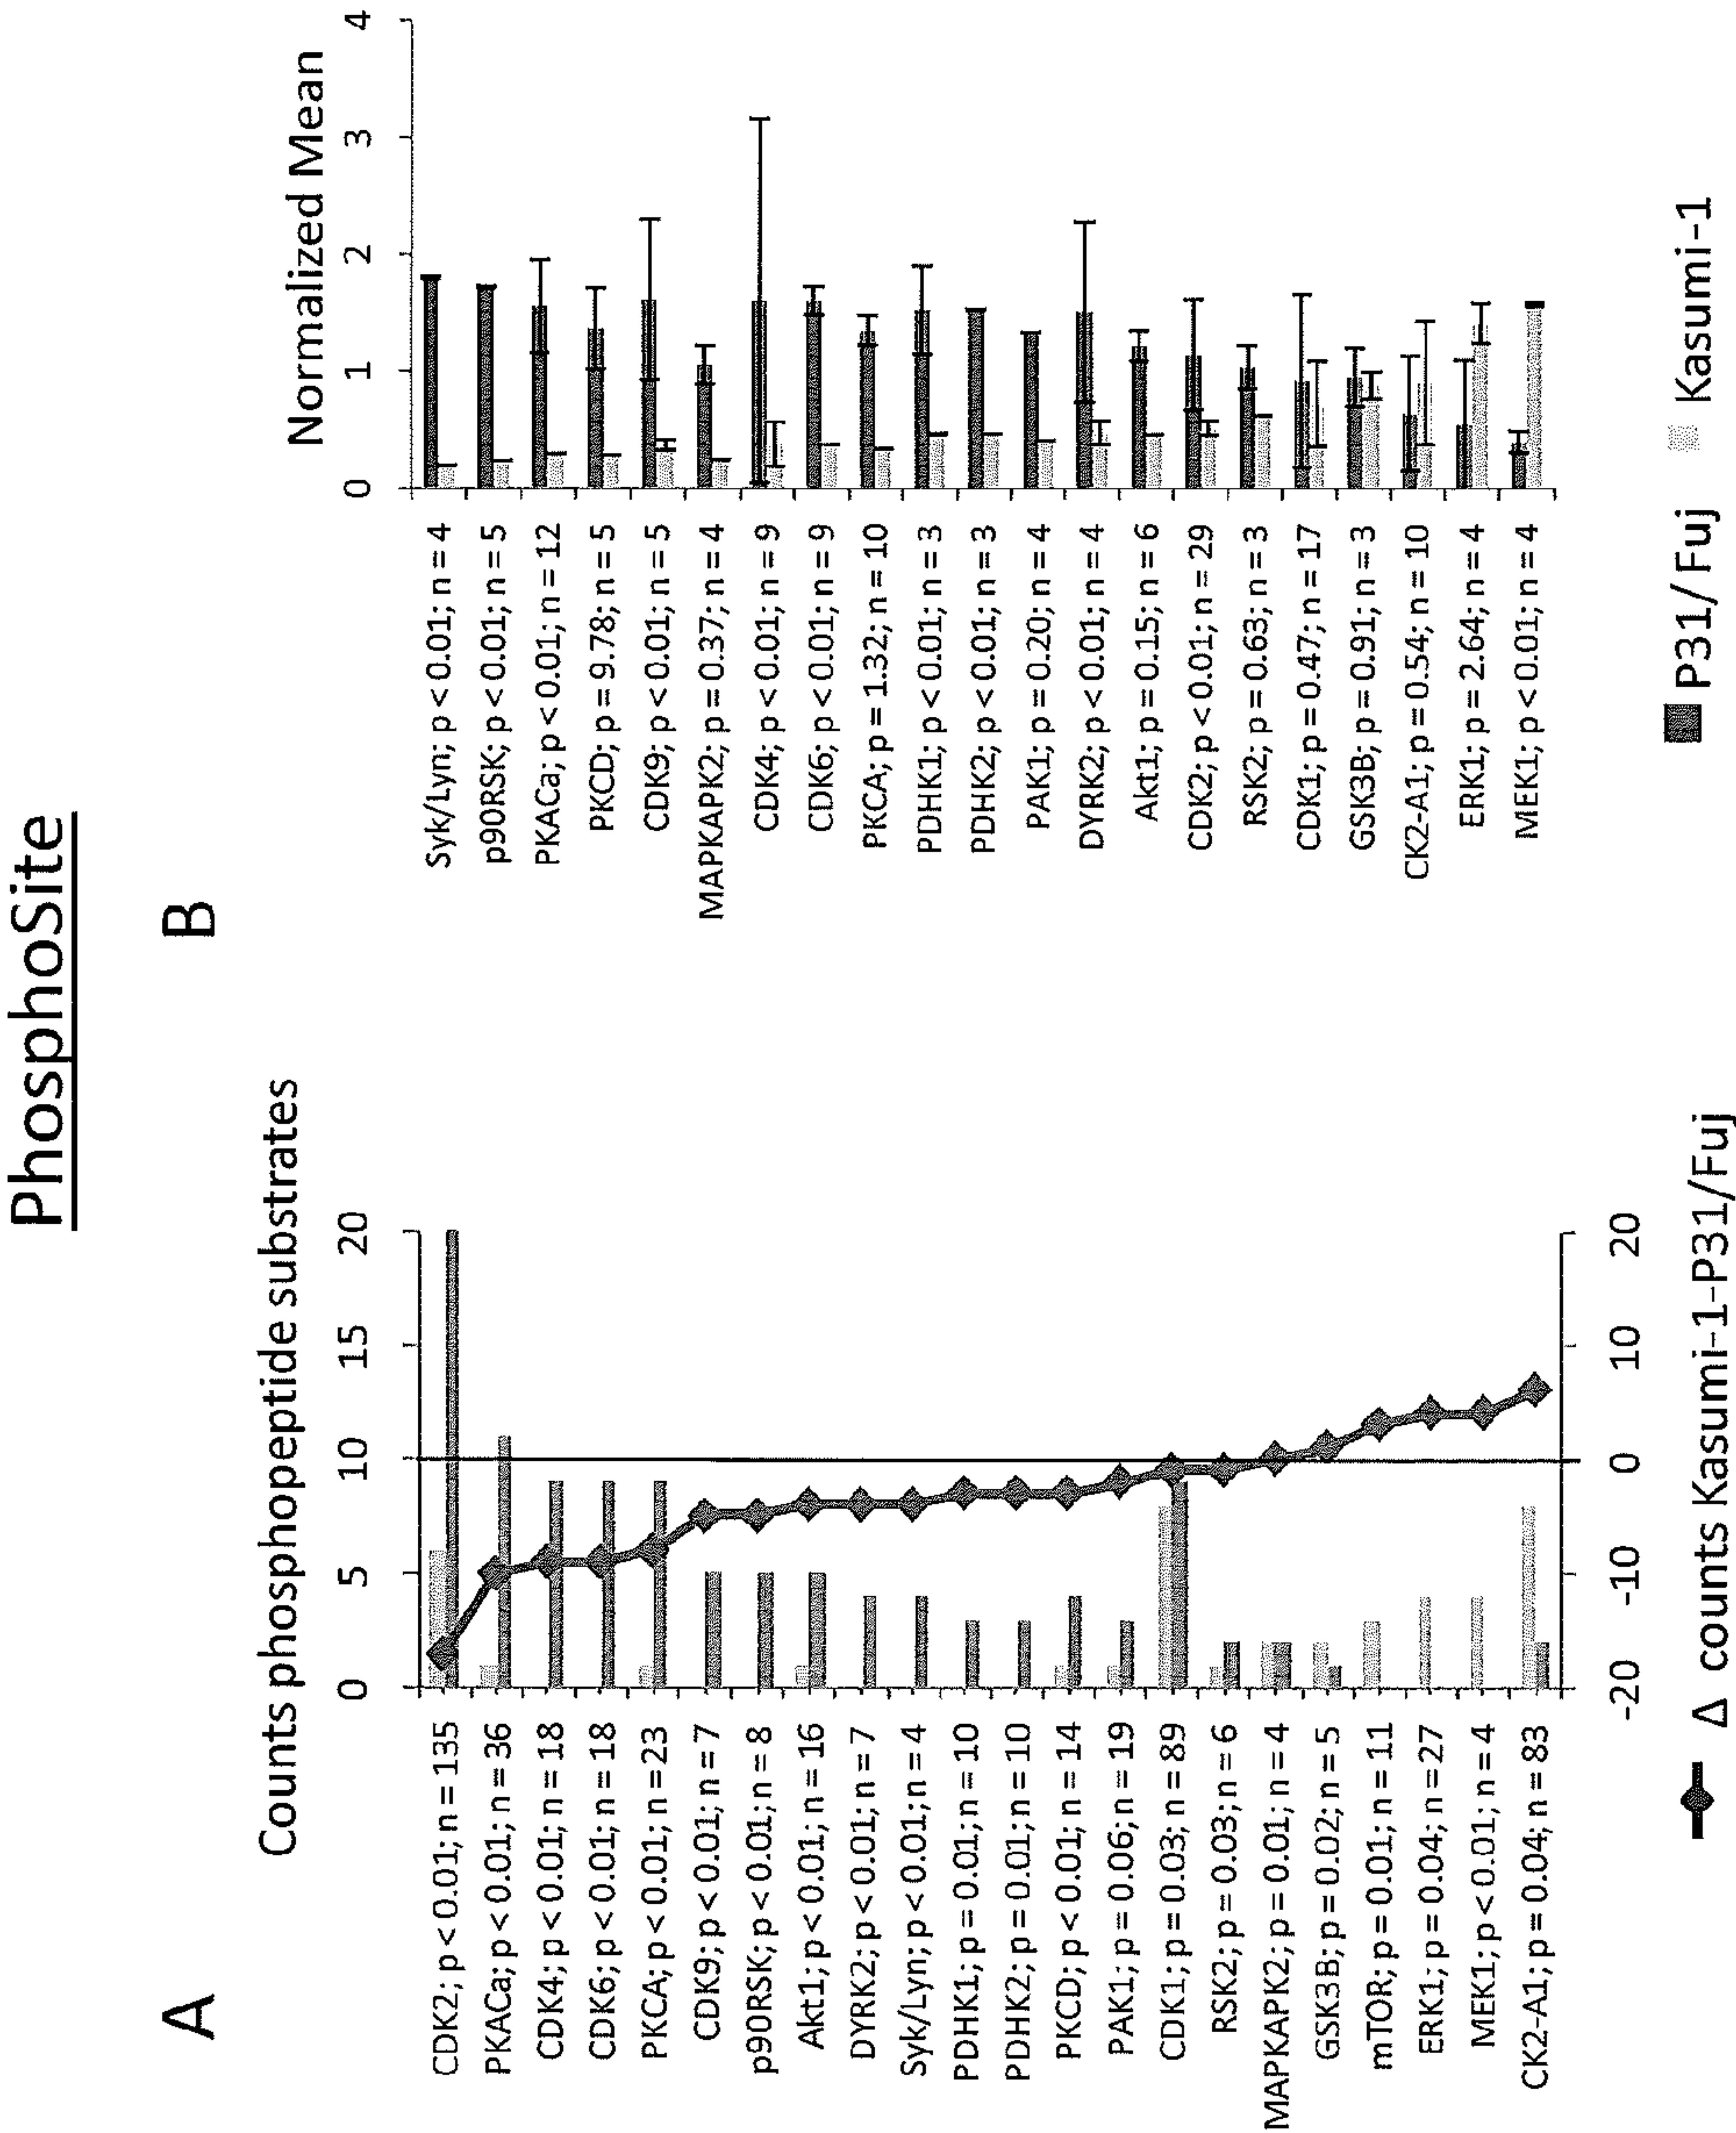 PhosphoSite
A
Counts phosphopeptide substrates
0 5 10 15 20
CDK2; p < 0.01; n = 135
PKACa; p < 0.01; n = 36
CDK4; p < 0.01; n = 18
CDK6; p < 0.01; n = 18
PKCA; p < 0.01; n = 23
CDK9; p < 0.01; n = 7
p90RSK; p < 0.01; n = 8
Akt1; p < 0.01; n = 16
DYRK2; p < 0.01; n = 7
Syk/Lyn; p < 0.01; n = 4
PDHK1; p = 0.01; n = 10
PDHK2; p = 0.01; n = 10
PKCD; p < 0.01; n = 14
PAK1; p = 0.06; n = 19
CDK1; p = 0.03; n = 89
RSK2; p = 0.03; n = 6
MAPKAPK2; p = 0.01; n = 4
GSK3B; p = 0.02; n = 5
mTOR; p = 0.01; n = 11
ERK1; p = 0.04; n = 27
MEK1; p < 0.01; n = 4
CK2-A1; p = 0.04; n = 83
-20 -10 0 10 20
Δ counts Kasumi-1-P31/Fuj
B
Normalized Mean
0 1 2 3 4
Syk/Lyn; p < 0.01; n = 4
p90RSK; p < 0.01; n = 5
PKACa; p < 0.01; n = 12
PKCD; p = 9.78; n = 5
CDK9; p < 0.01; n = 5
MAPKAPK2; p = 0.37; n = 4
CDK4; p < 0.01; n = 9
CDK6; p < 0.01; n = 9
PKCA; p = 1.32; n = 10
PDHK1; p < 0.01; n = 3
PDHK2; p < 0.01; n = 3
PAK1; p = 0.20; n = 4
DYRK2; p < 0.01; n = 4
Akt1; p = 0.15; n = 6
CDK2; p < 0.01; n = 29
RSK2; p = 0.63; n = 3
CDK1; p = 0.47; n = 17
GSK3B; p = 0.91; n = 3
CK2-A1; p = 0.54; n = 10
ERK1; p = 2.64; n = 4
MEK1; p < 0.01; n = 4
P31/Fuj Kasumi-1